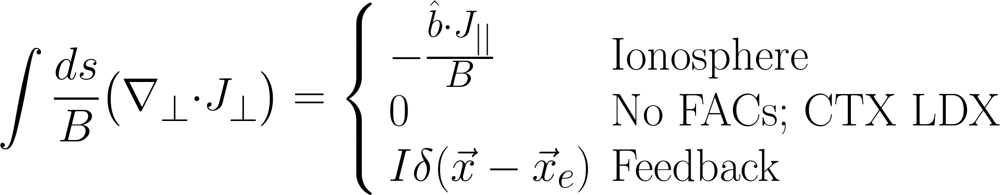 ∫ ds/B (∇⊥·J⊥) = { −b̂·J||/B Ionosphere
0 No FACs; CTX LDX
Iδ(x⃗ − x⃗ₑ) Feedback